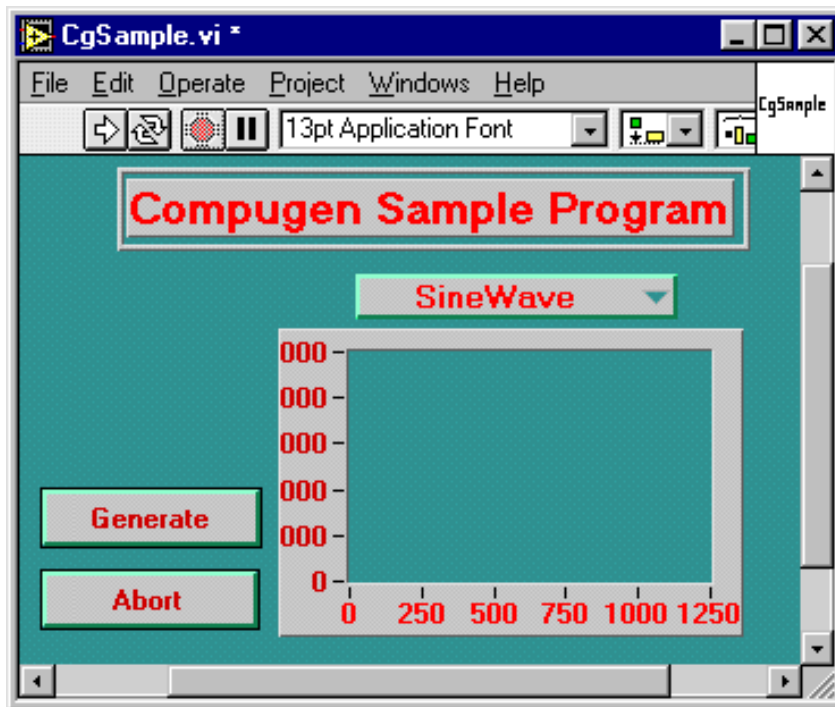 CgSample.vi *
File Edit Operate Project Windows Help
CgSample
13pt Application Font
Compugen Sample Program
SineWave
000
000
000
000
000
0
0 250 500 750 1000 1250
Generate
Abort